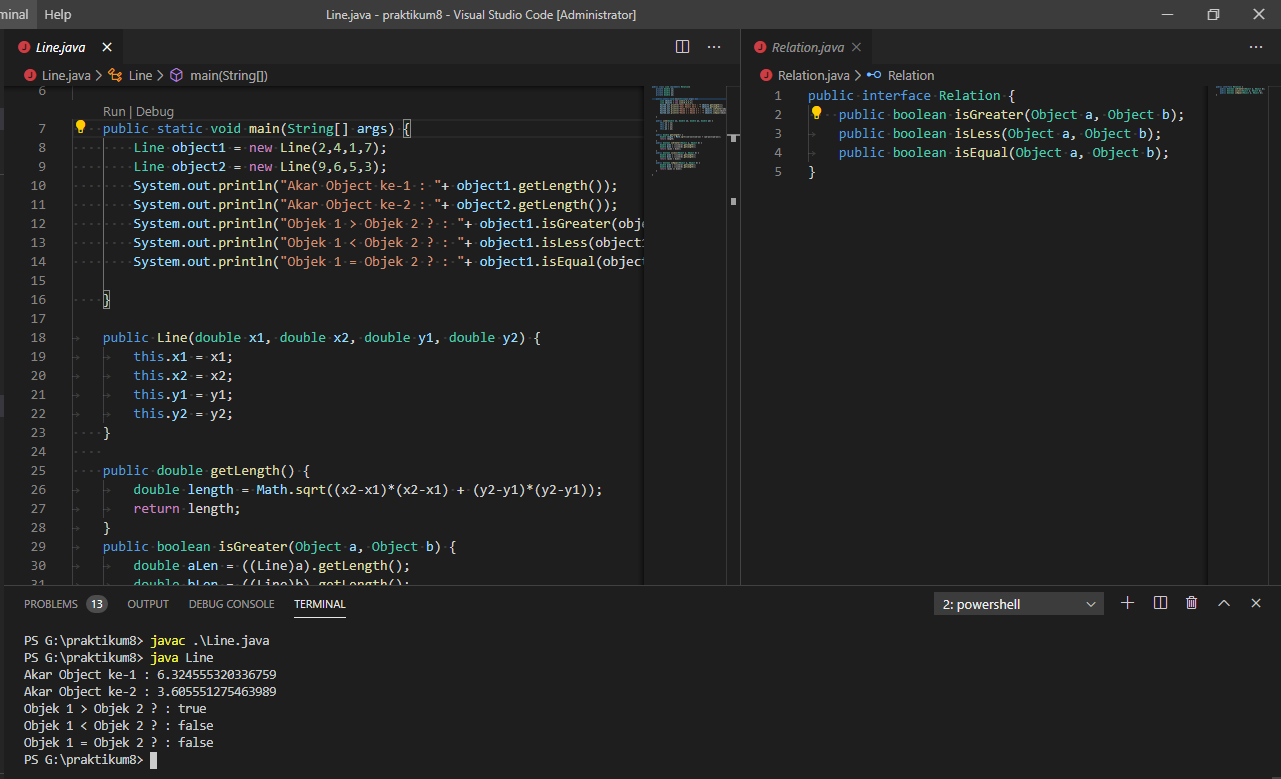 minal Help
Line.java - praktikum8 - Visual Studio Code [Administrator]
Line.java
Line.java > Line > main(String[])
6
Run | Debug
7 public static void main(String[] args) {
8 Line object1 = new Line(2,4,1,7);
9 Line object2 = new Line(9,6,5,3);
10 System.out.println("Akar Object ke-1 : "+ object1.getLength());
11 System.out.println("Akar Object ke-2 : "+ object2.getLength());
12 System.out.println("Objek 1 > Objek 2 ? : "+ object1.isGreater(obj
13 System.out.println("Objek 1 < Objek 2 ? : "+ object1.isLess(object1
14 System.out.println("Objek 1 = Objek 2 ? : "+ object1.isEqual(object
15
16 }
17
18 public Line(double x1, double x2, double y1, double y2) {
19 this.x1 = x1;
20 this.x2 = x2;
21 this.y1 = y1;
22 this.y2 = y2;
23 }
24
25 public double getLength() {
26 double length = Math.sqrt((x2-x1)*(x2-x1) + (y2-y1)*(y2-y1));
27 return length;
28 }
29 public boolean isGreater(Object a, Object b) {
30 double aLen = ((Line)a).getLength();
31 double bLen = ((Line)b).getLength();
Relation.java
Relation.java > Relation
1 public interface Relation {
2 public boolean isGreater(Object a, Object b);
3 public boolean isLess(Object a, Object b);
4 public boolean isEqual(Object a, Object b);
5 }
PROBLEMS 13 OUTPUT DEBUG CONSOLE TERMINAL
2: powershell
PS G:\praktikum8> javac .\Line.java
PS G:\praktikum8> java Line
Akar Object ke-1 : 6.324555320336759
Akar Object ke-2 : 3.605551275463989
Objek 1 > Objek 2 ? : true
Objek 1 < Objek 2 ? : false
Objek 1 = Objek 2 ? : false
PS G:\praktikum8>